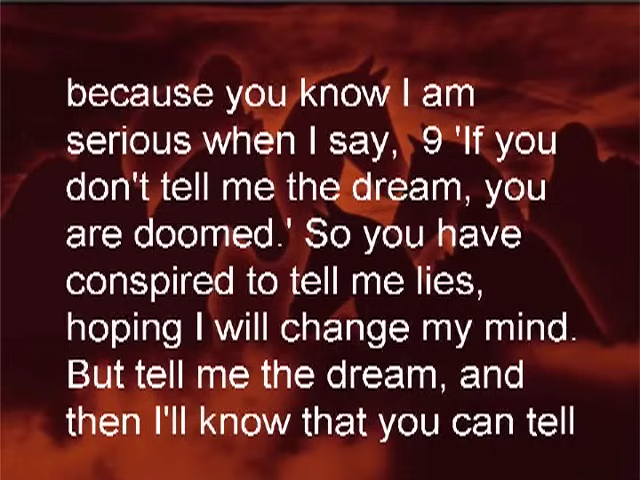 because you know I am
serious when I say,  9 'If you
don't tell me the dream, you
are doomed.' So you have
conspired to tell me lies,
hoping I will change my mind.
But tell me the dream, and
then I'll know that you can tell